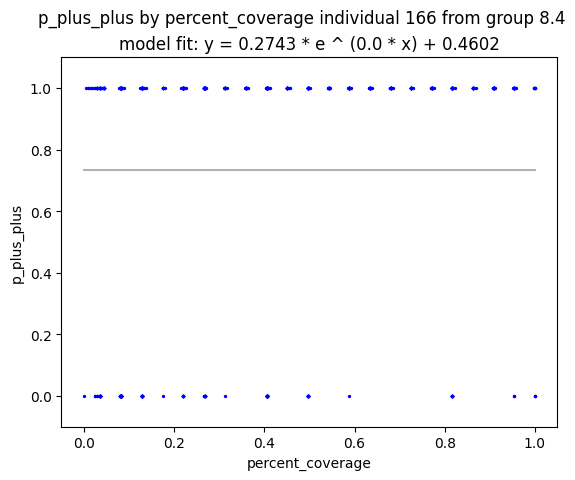 p_plus_plus by percent_coverage individual 166 from group 8.4
model fit: y = 0.2743 * e ^ (0.0 * x) + 0.4602
1.0
0.8
0.6
0.4
0.2
0.0
p_plus_plus
0.0 0.2 0.4 0.6 0.8 1.0
percent_coverage